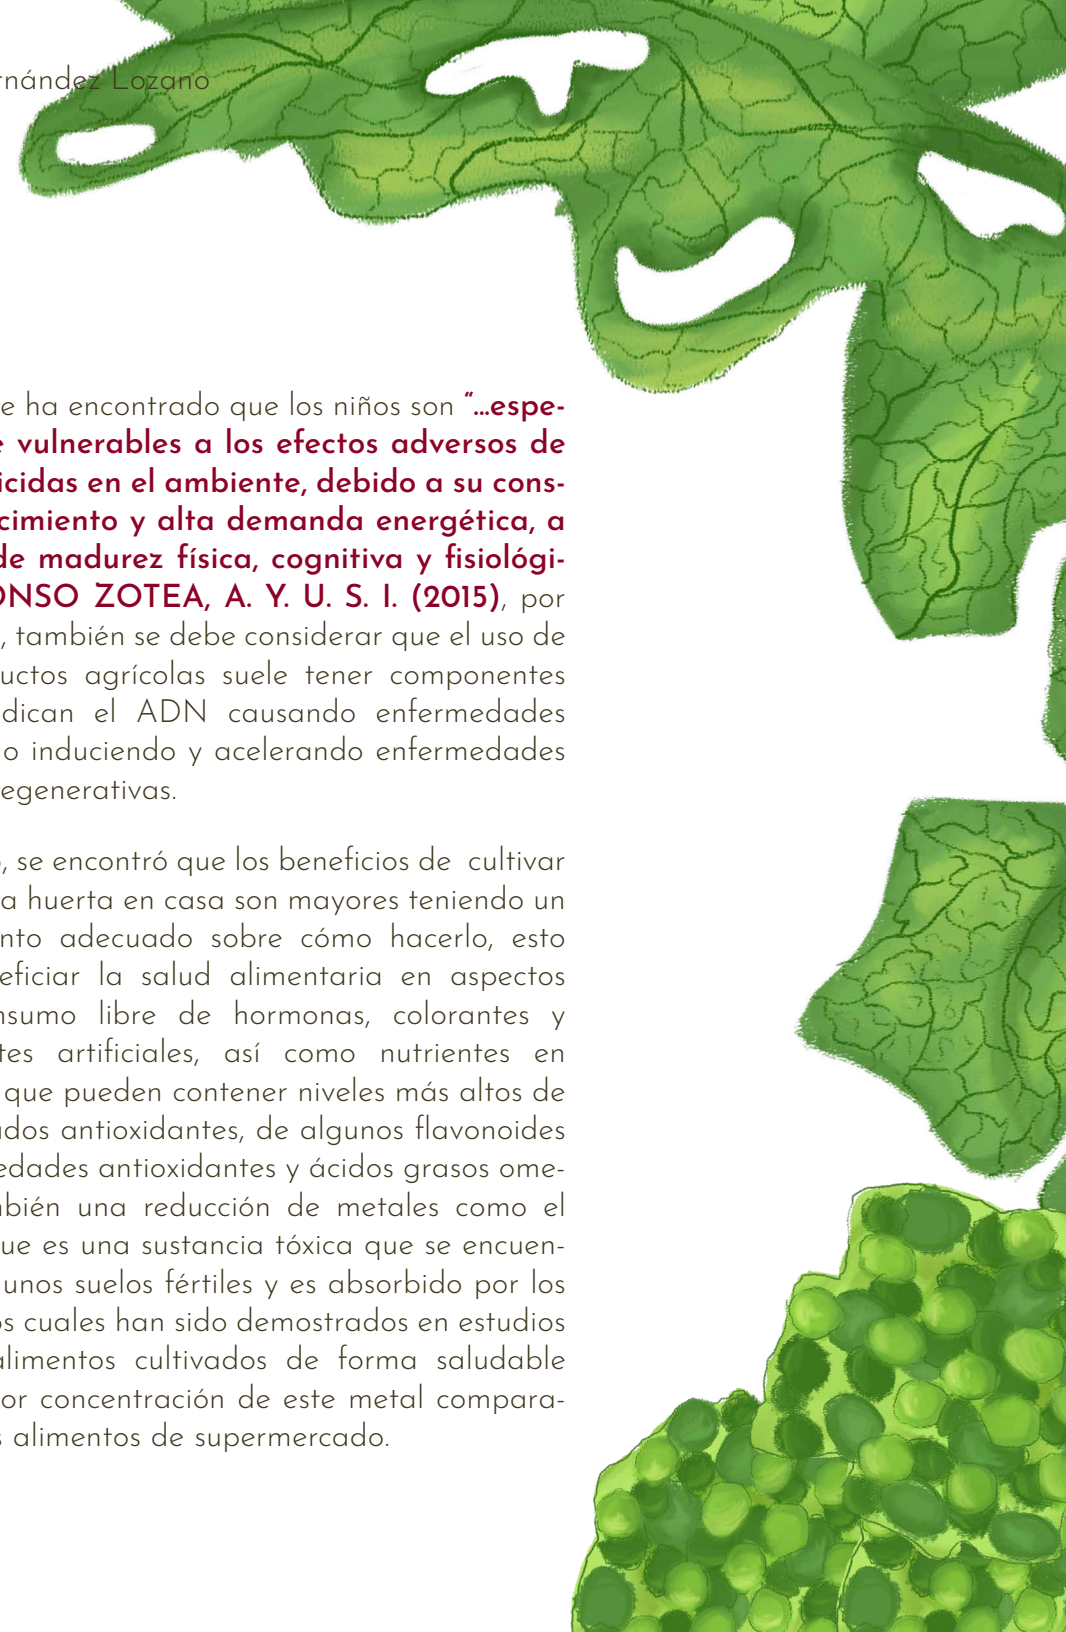 rnández Lozano
e ha encontrado que los niños son “...espe-
e vulnerables a los efectos adversos de
icidas en el ambiente, debido a su cons-
cimiento y alta demanda energética, a
de madurez física, cognitiva y fisiológi-
ONSO ZOTEA, A. Y. U. S. I. (2015), por
, también se debe considerar que el uso de
uctos agrícolas suele tener componentes
dican el ADN causando enfermedades
o induciendo y acelerando enfermedades
egenerativas.
o, se encontró que los beneficios de cultivar
a huerta en casa son mayores teniendo un
nto adecuado sobre cómo hacerlo, esto
eficiar la salud alimentaria en aspectos
nsumo libre de hormonas, colorantes y
tes artificiales, así como nutrientes en
que pueden contener niveles más altos de
ados antioxidantes, de algunos flavonoides
edades antioxidantes y ácidos grasos ome-
mbién una reducción de metales como el
ue es una sustancia tóxica que se encuen-
gunos suelos fértiles y es absorbido por los
os cuales han sido demostrados en estudios
alimentos cultivados de forma saludable
or concentración de este metal compara-
s alimentos de supermercado.